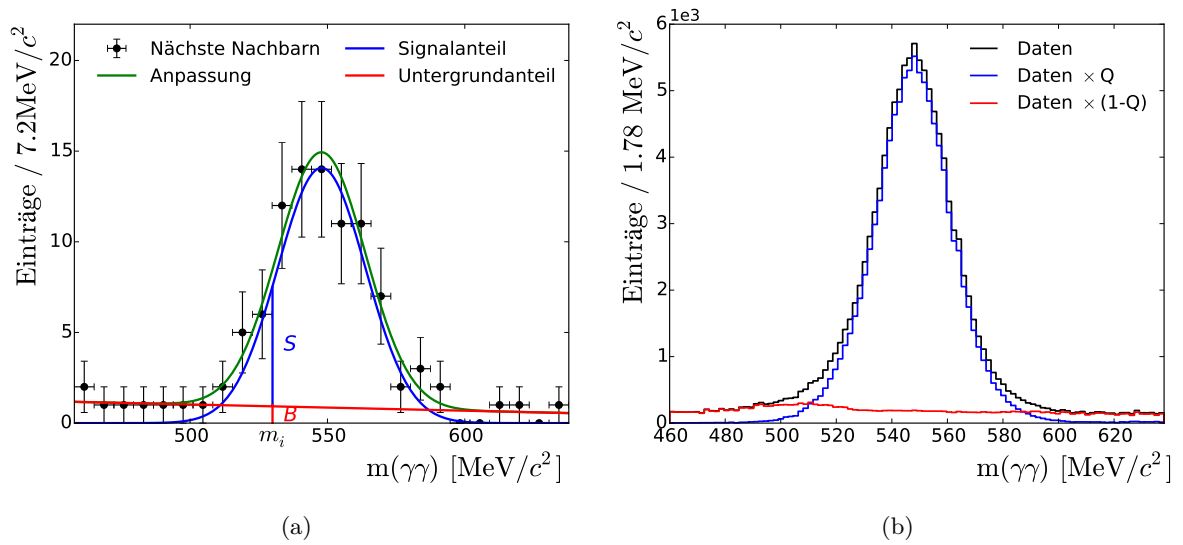 Einträge / 7.2MeV/c²
20
15
10
5
0
Nächste Nachbarn
Anpassung
Signalanteil
Untergrundanteil
S
B
500
550
600
m_i
m(γγ) [MeV/c²]
(a)
Einträge / 1.78 MeV/c²
1e3
6
5
4
3
2
1
0
Daten
Daten × Q
Daten × (1-Q)
460 480 500 520 540 560 580 600 620
m(γγ) [MeV/c²]
(b)